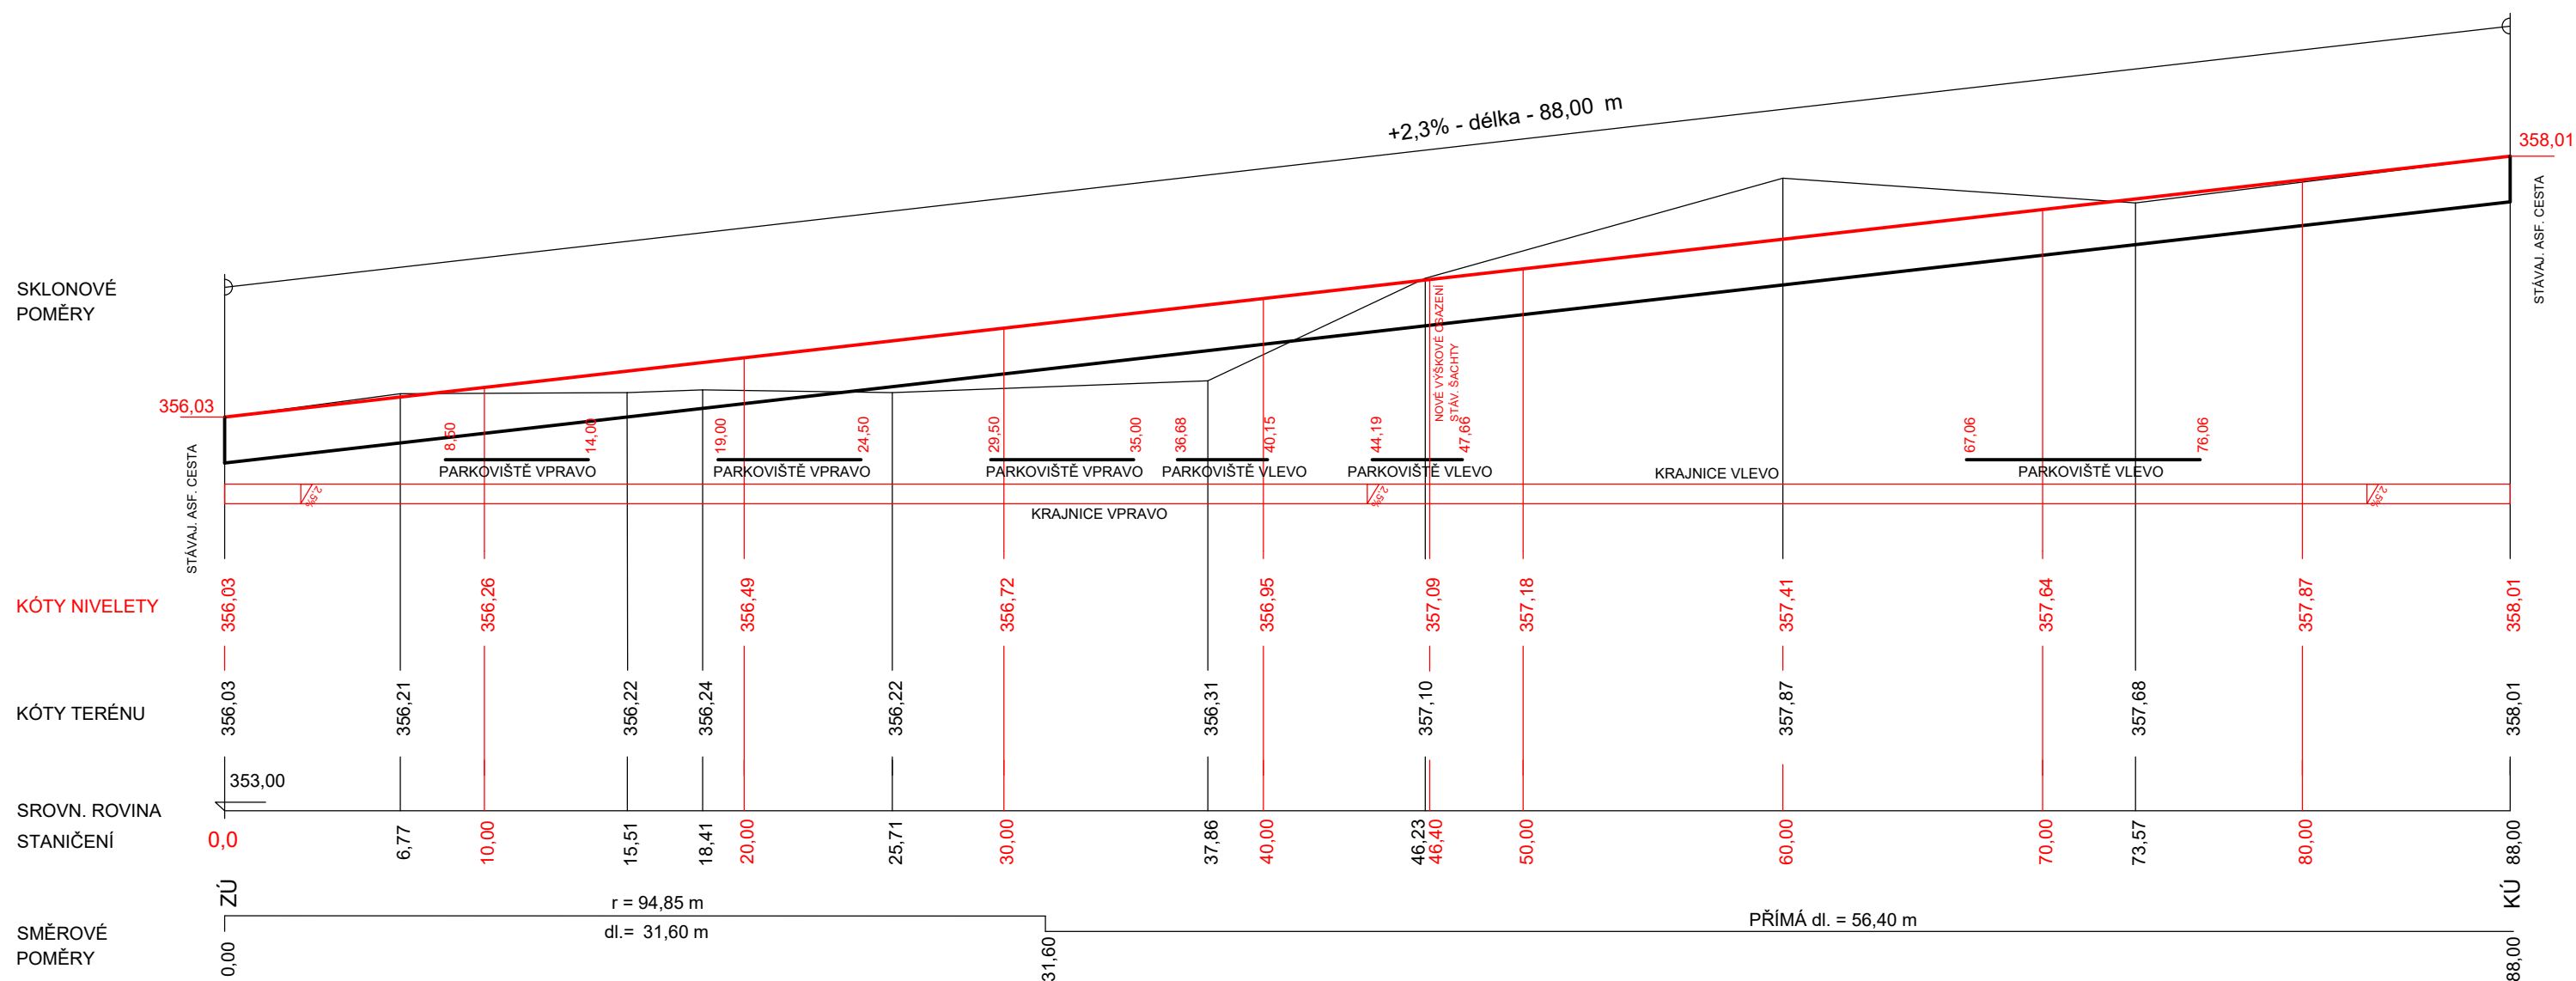 +2,3% - délka - 88,00 m
358,01
STÁVAJ. ASF. CESTA
SKLONOVÉ
POMĚRY
NOVÉ VÝŠKOVÉ OSAZENÍ
STÁV. ŠACHTY
356,03
STÁVAJ. ASF. CESTA
8,50 14,00 19,00 24,50 29,50 35,00 36,68 40,15 44,19 47,66 67,06 76,06
PARKOVIŠTĚ VPRAVO PARKOVIŠTĚ VPRAVO PARKOVIŠTĚ VPRAVO PARKOVIŠTĚ VLEVO PARKOVIŠTĚ VLEVO KRAJNICE VLEVO PARKOVIŠTĚ VLEVO
2,5% 2,5% 2,5%
KRAJNICE VPRAVO
KÓTY NIVELETY 356,03 356,26 356,49 356,72 356,95 357,09 357,18 357,41 357,64 357,87 358,01
KÓTY TERÉNU 356,03 356,21 356,22 356,24 356,22 356,31 357,10 357,87 357,68 358,01
353,00
SROVN. ROVINA
STANIČENÍ 0,0 6,77 10,00 15,51 18,41 20,00 25,71 30,00 37,86 40,00 46,23 46,40 50,00 60,00 70,00 73,57 80,00 88,00
ZÚ KÚ
r = 94,85 m
dl.= 31,60 m
PŘÍMÁ dl. = 56,40 m
SMĚROVÉ
POMĚRY
0,00 31,60 88,00